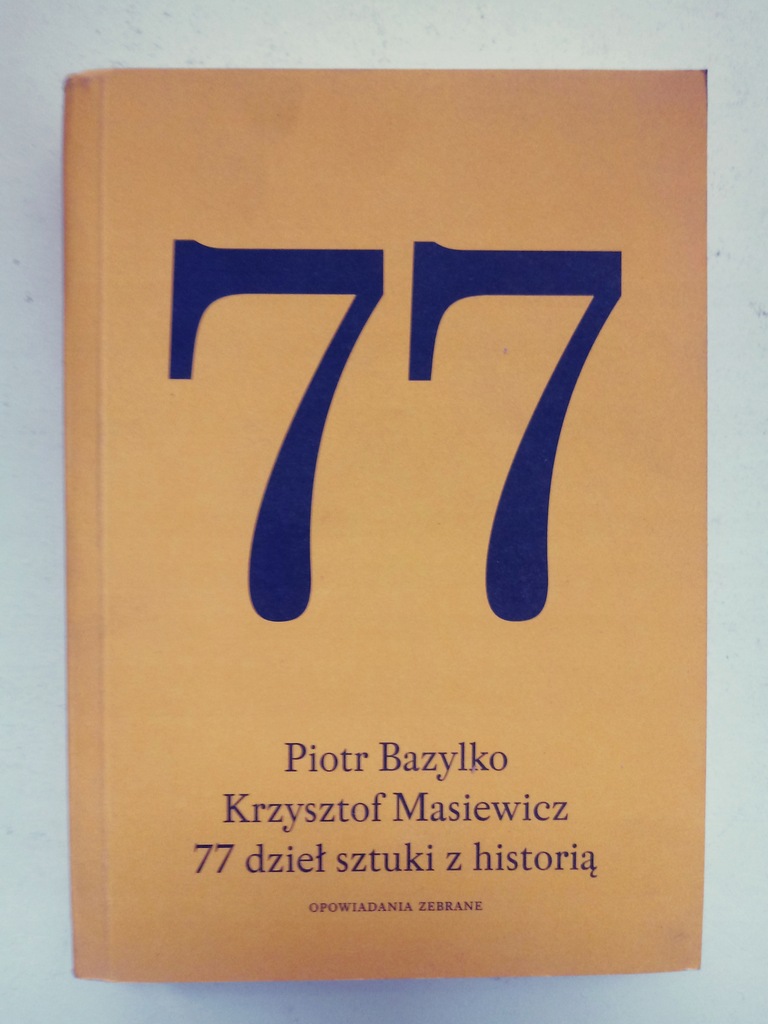 77
Piotr Bazylko
Krzysztof Masiewicz
77 dzieł sztuki z historią
OPOWIADANIA ZEBRANE